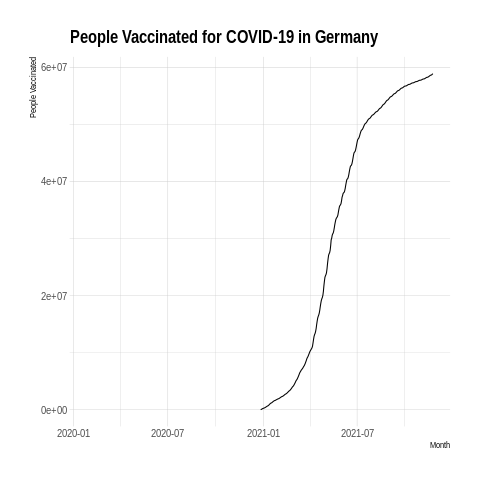 People Vaccinated for COVID-19 in Germany
People Vaccinated
6e+07
4e+07
2e+07
0e+00
2020-01 2020-07 2021-01 2021-07
Month